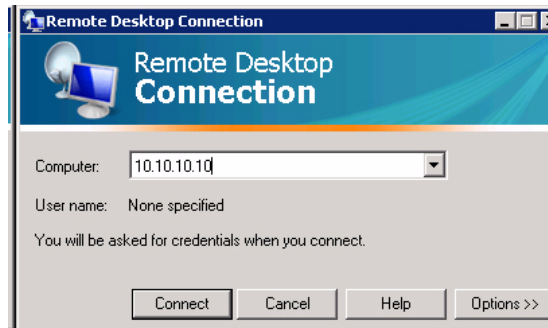 Remote Desktop Connection
Remote Desktop
Connection
Computer: 10.10.10.10
User name: None specified
You will be asked for credentials when you connect.
Connect Cancel Help Options >>